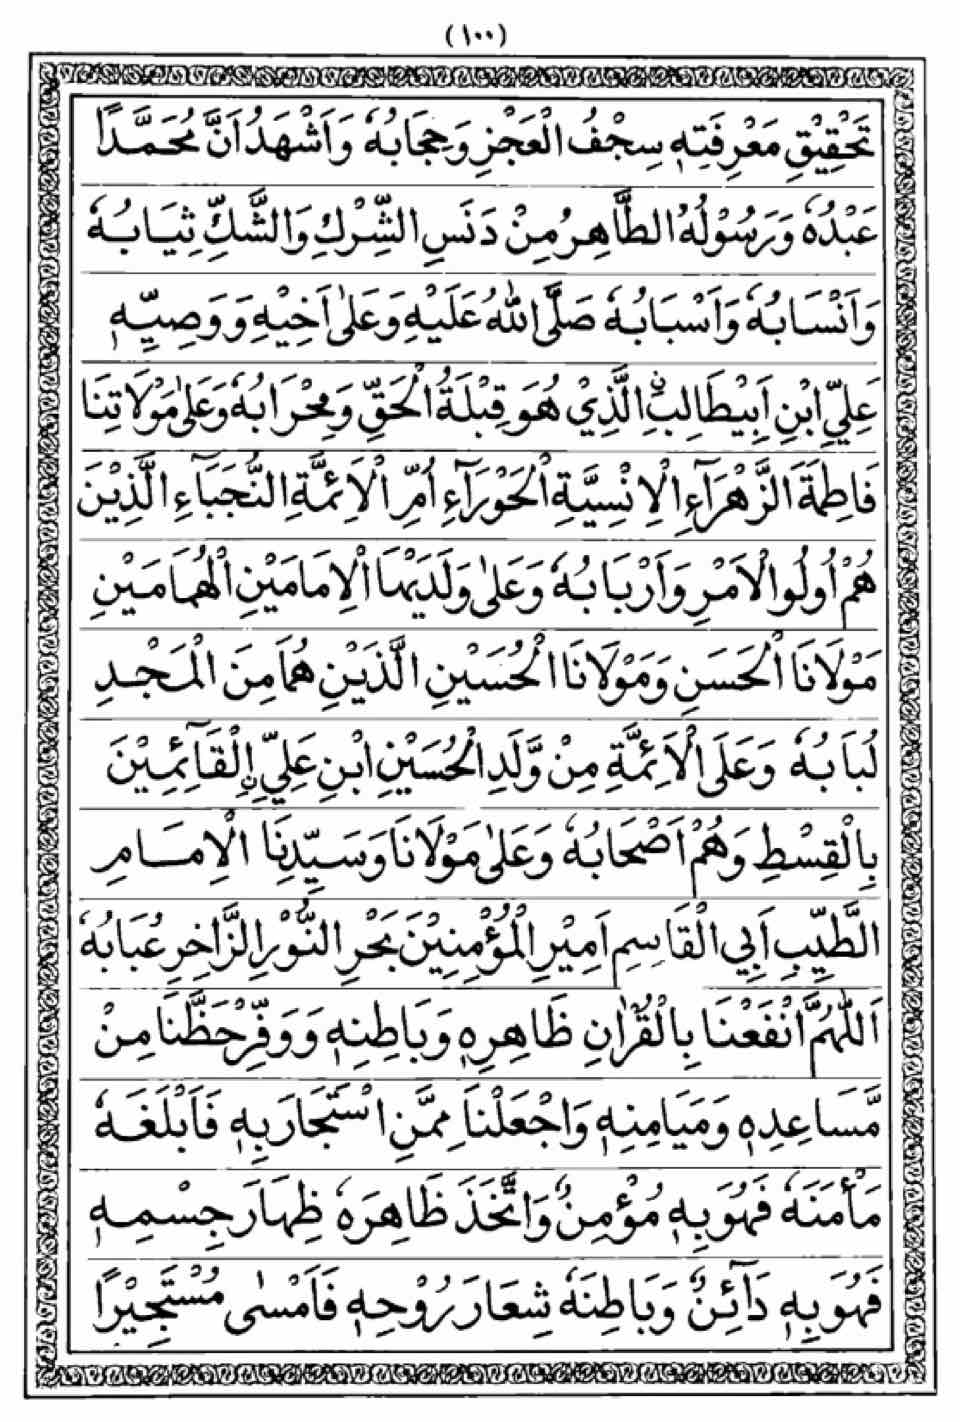 (١٠٠)
تَحْقِيْقِ مَعْرِفَتِهٖ سِجْفُ الْعَجْزِ وَحِجَابُهٗ وَاَشْهَدُ اَنَّ مُحَمَّدًا
عَبْدُهٗ وَرَسُوْلُهُ الطَّاهِرُ مِنْ دَنَسِ الشِّرْكِ وَالشَّكِّ ثِيَابُهٗ
وَاَنْسَابُهٗ وَاَسْبَابُهٗ صَلَّى اللهُ عَلَيْهِ وَعَلٰى اَخِيْهِ وَوَصِيِّهٖ
عَلِيِّ ابْنِ اَبِيْطَالِبِ ࣙالَّذِيْ هُوَ قِبْلَةُ الْحَقِّ وَمِحْرَابُهٗ وَعَلٰى مَوْلَاتِنَا
فَاطِمَةَ الزَّهْرَآءِ الْاِنْسِيَّةِ الْحَوْرَآءِ اُمِّ الْاَئِمَّةِ النُّجَبَآءِ الَّذِيْنَ
هُمْ اُولُو الْاَمْرِ وَاَرْبَابُهٗ وَعَلٰى وَلَدَيْهَا الْاِمَامَيْنِ الْهُمَامَيْنِ
مَوْلَانَا الْحَسَنِ وَمَوْلَانَا الْحُسَيْنِ الَّذَيْنِ هُمَا مِنَ الْمَجْدِ
لُبَابُهٗ وَعَلَى الْاَئِمَّةِ مِنْ وَّلَدِ الْحُسَيْنِ ابْنِ عَلِيِّ ࣙالْقَآئِمِيْنَ
بِالْقِسْطِ وَهُمْ اَصْحَابُهٗ وَعَلٰى مَوْلَانَا وَسَيِّدِنَا الْاِمَامِ
الطَّيِّبِ اَبِي الْقَاسِمِ اَمِيْرِ الْمُؤْمِنِيْنَ بَحْرِ النُّوْرِ الزَّاخِرِ عُبَابُهٗ
اَللّٰهُمَّ انْفَعْنَا بِالْقُرْاٰنِ ظَاهِرِهٖ وَبَاطِنِهٖ وَوَفِّرْ حَظَّنَا مِنْ
مَّسَاعِدِهٖ وَمَيَامِنِهٖ وَاجْعَلْنَا مِمَّنِ اسْتَجَارَ بِهٖ فَاَبْلَغَهٗ
مَأْمَنَهٗ فَهُوَ بِهٖ مُؤْمِنٌ وَاتَّخَذَ ظَاهِرَهٗ ظِهَارَ جِسْمِهٖ
فَهُوَ بِهٖ دَآئِنٌ وَبَاطِنَهٗ شِعَارَ رُوْحِهٖ فَاَمْسٰى مُسْتَجِيْرًا